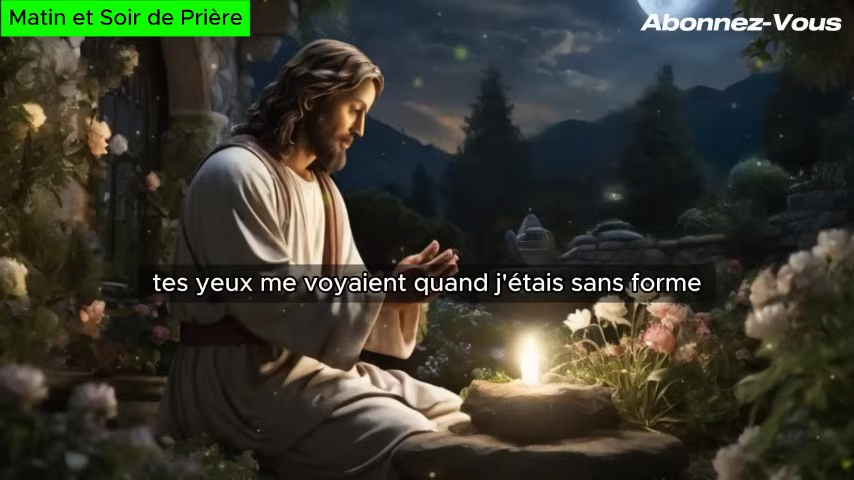 Matin et Soir de Prière
Abonnez-Vous
tes yeux me voyaient quand j'étais sans forme